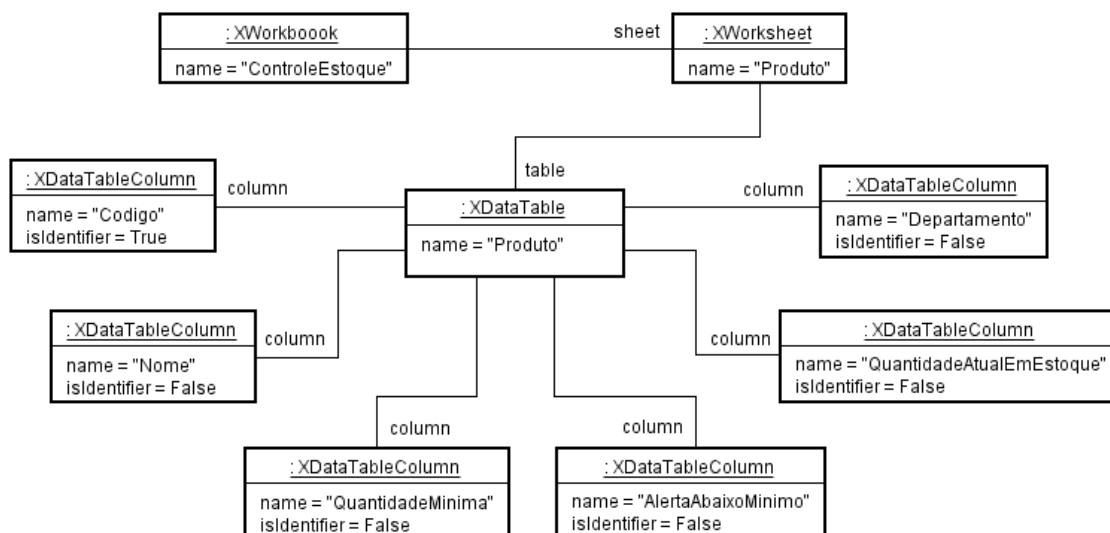 : XWorkboook
name = "ControleEstoque"
sheet
: XWorksheet
name = "Produto"
table
: XDataTableColumn
name = "Codigo"
isIdentifier = True
column
: XDataTable
name = "Produto"
column
: XDataTableColumn
name = "Departamento"
isIdentifier = False
: XDataTableColumn
name = "Nome"
isIdentifier = False
column
column
: XDataTableColumn
name = "QuantidadeAtualEmEstoque"
isIdentifier = False
column
: XDataTableColumn
name = "QuantidadeMinima"
isIdentifier = False
column
: XDataTableColumn
name = "AlertaAbaixoMinimo"
isIdentifier = False